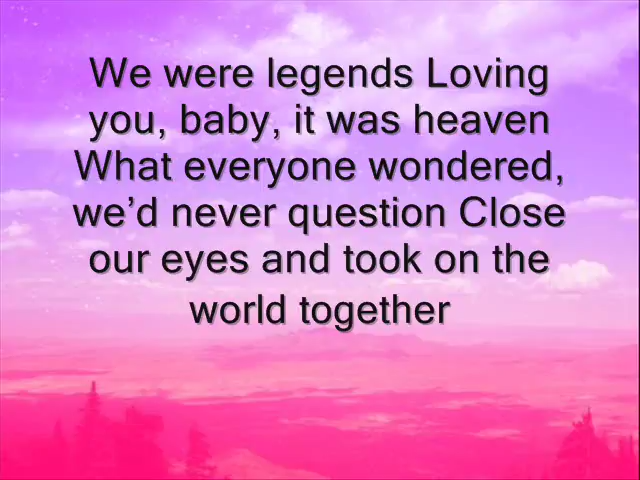 We were legends Loving
you, baby, it was heaven
What everyone wondered,
we’d never question Close
our eyes and took on the
world together